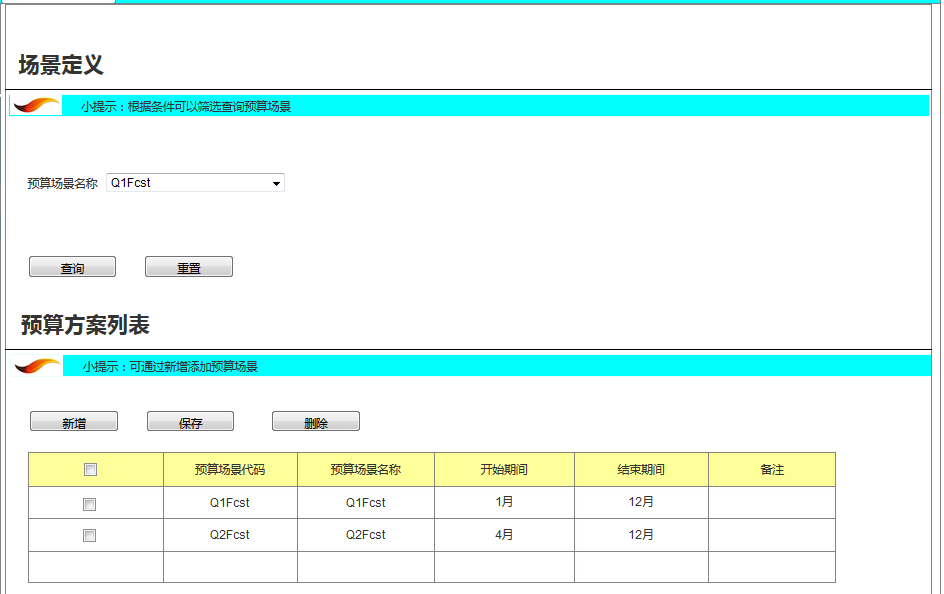 场景定义
小提示：根据条件可以筛选查询预算场景
预算场景名称 Q1Fcst
查询 重置
预算方案列表
小提示：可通过新增添加预算场景
新增 保存 删除
预算场景代码 预算场景名称 开始期间 结束期间 备注
Q1Fcst Q1Fcst 1月 12月
Q2Fcst Q2Fcst 4月 12月